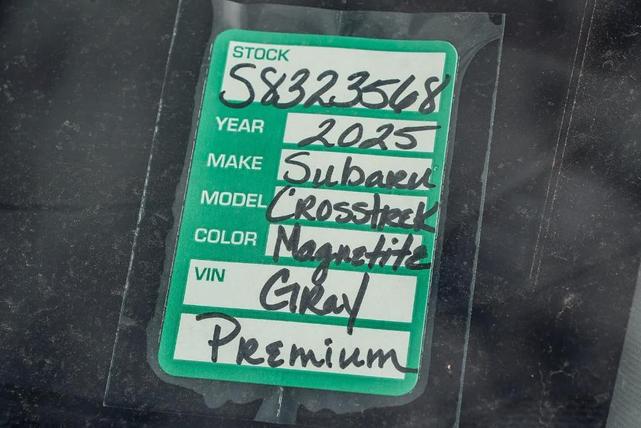 STOCK
S8323568
YEAR 2025
MAKE Subaru
MODEL Crosstrek
COLOR Magnetite
VIN Gray
Premium